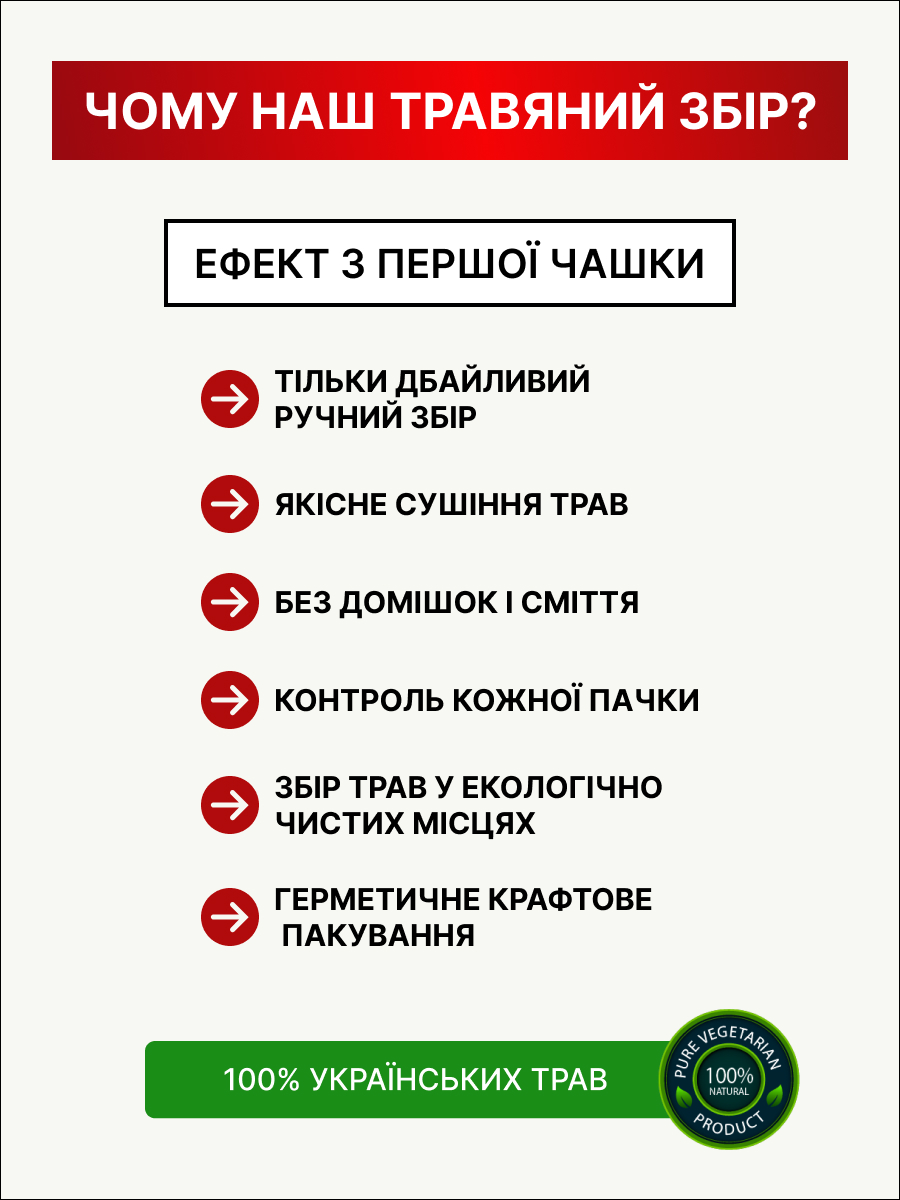 ЧОМУ НАШ ТРАВЯНИЙ ЗБІР?
ЕФЕКТ З ПЕРШОЇ ЧАШКИ
ТІЛЬКИ ДБАЙЛИВИЙ
РУЧНИЙ ЗБІР
ЯКІСНЕ СУШІННЯ ТРАВ
БЕЗ ДОМІШОК І СМІТТЯ
КОНТРОЛЬ КОЖНОЇ ПАЧКИ
ЗБІР ТРАВ У ЕКОЛОГІЧНО
ЧИСТИХ МІСЦЯХ
ГЕРМЕТИЧНЕ КРАФТОВЕ
ПАКУВАННЯ
100% УКРАЇНСЬКИХ ТРАВ
PURE VEGETARIAN
100%
NATURAL
PRODUCT